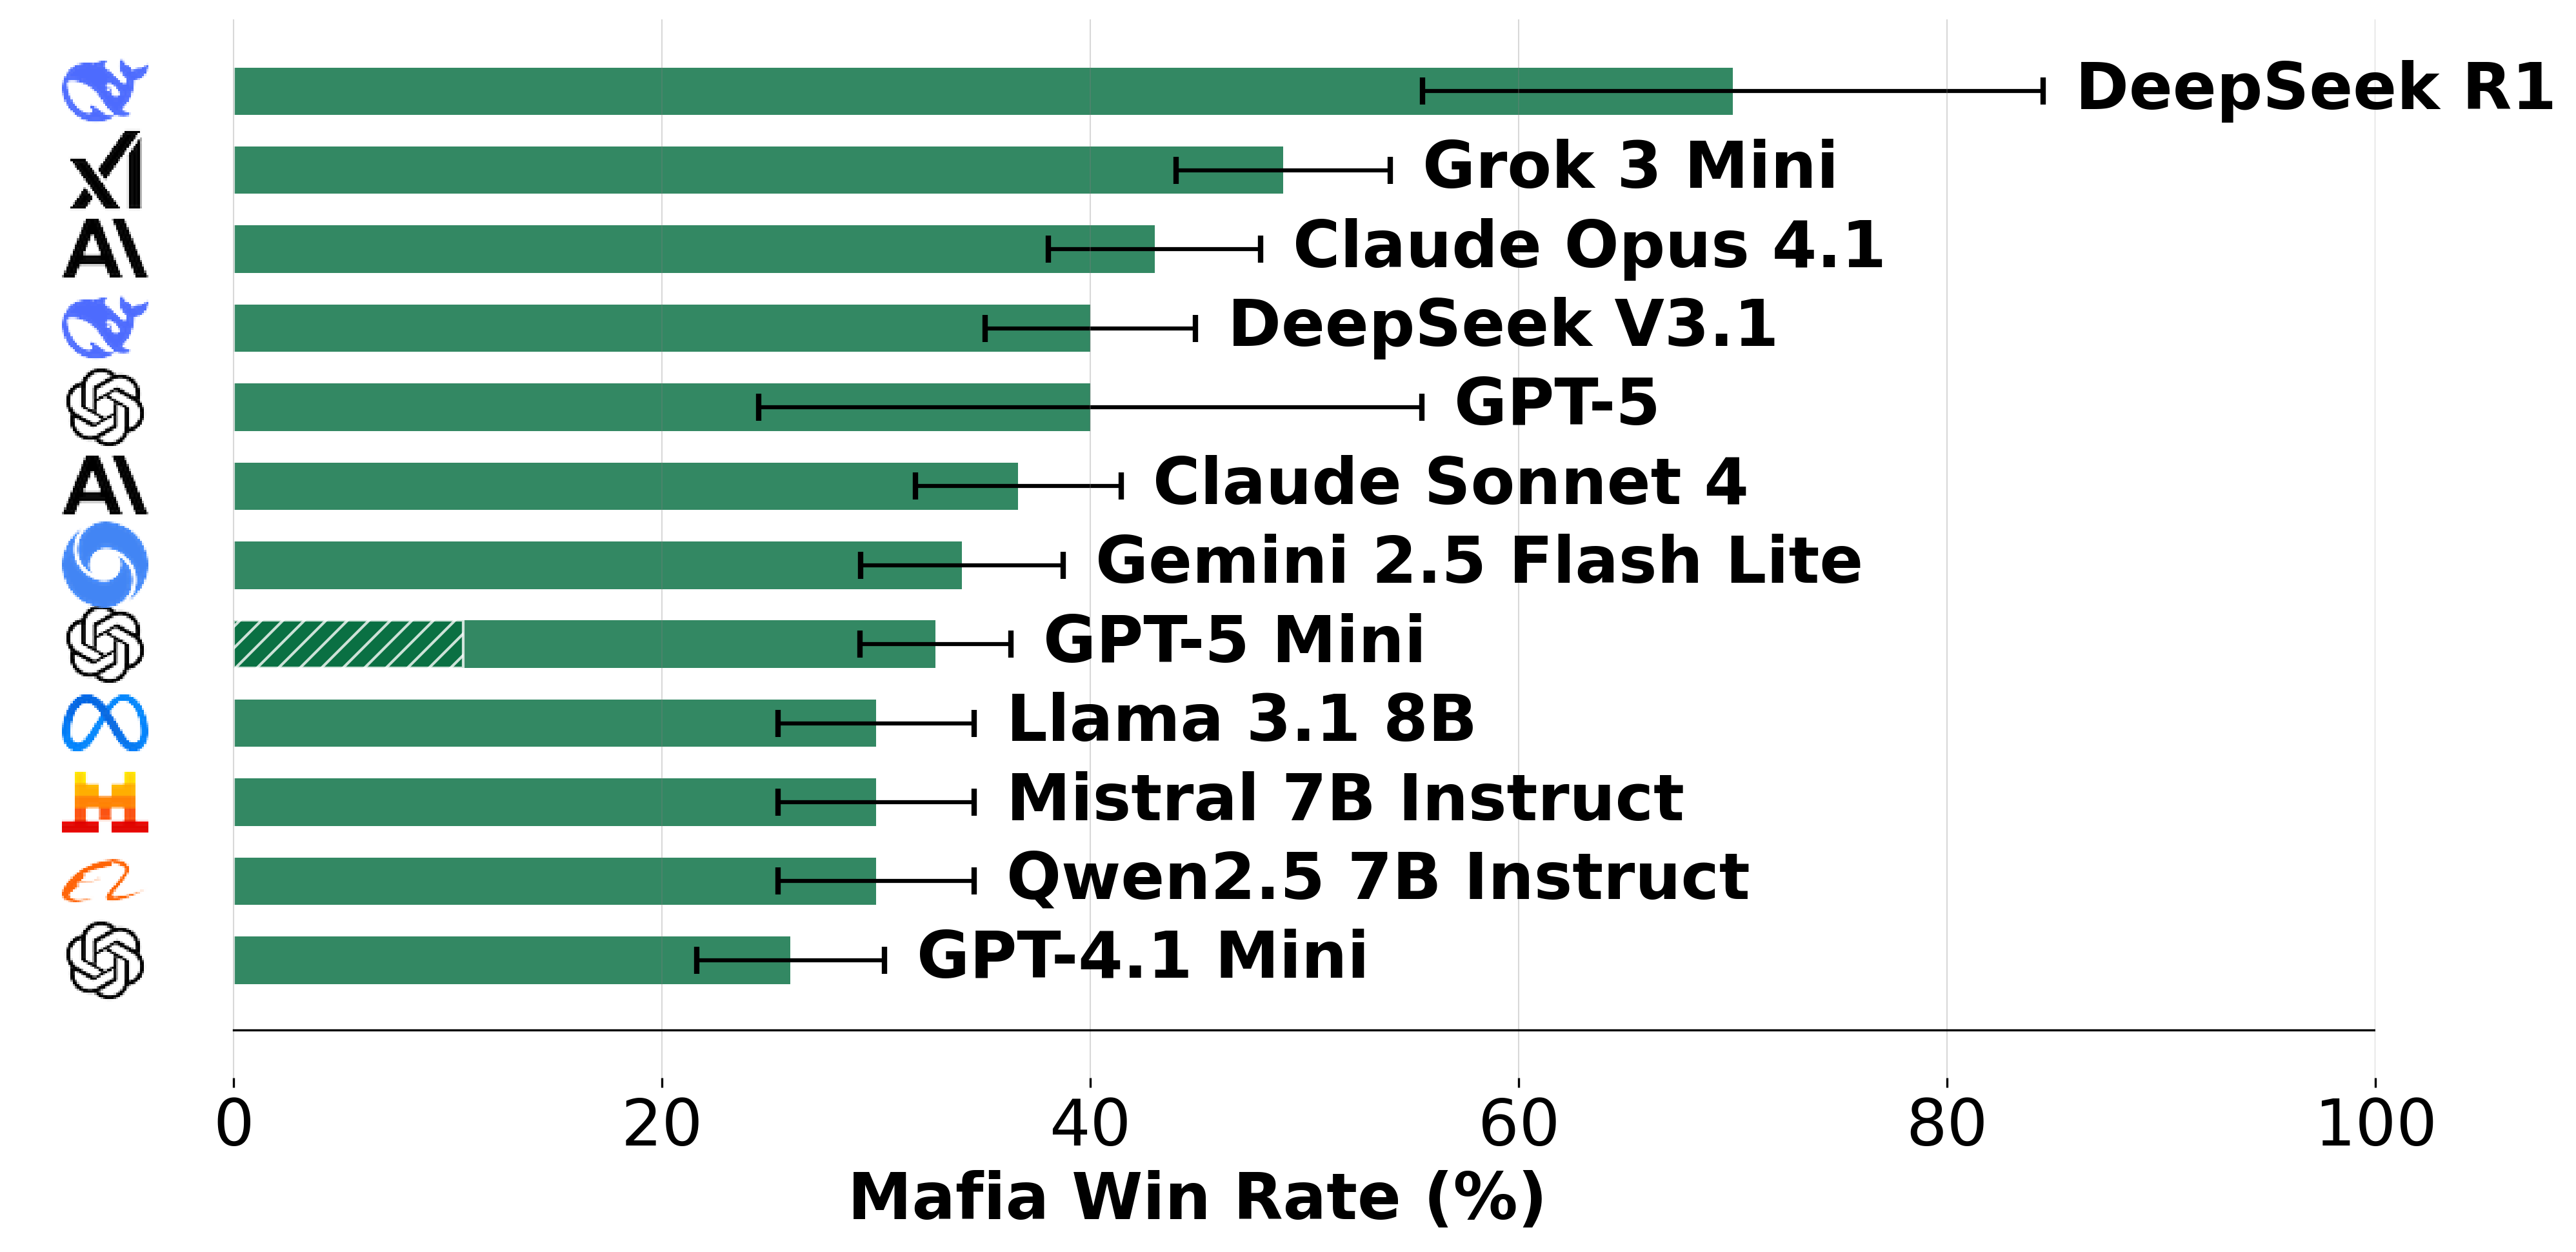 DeepSeek R1
Grok 3 Mini
Claude Opus 4.1
DeepSeek V3.1
GPT-5
Claude Sonnet 4
Gemini 2.5 Flash Lite
GPT-5 Mini
Llama 3.1 8B
Mistral 7B Instruct
Qwen2.5 7B Instruct
GPT-4.1 Mini
0 20 40 60 80 100
Mafia Win Rate (%)